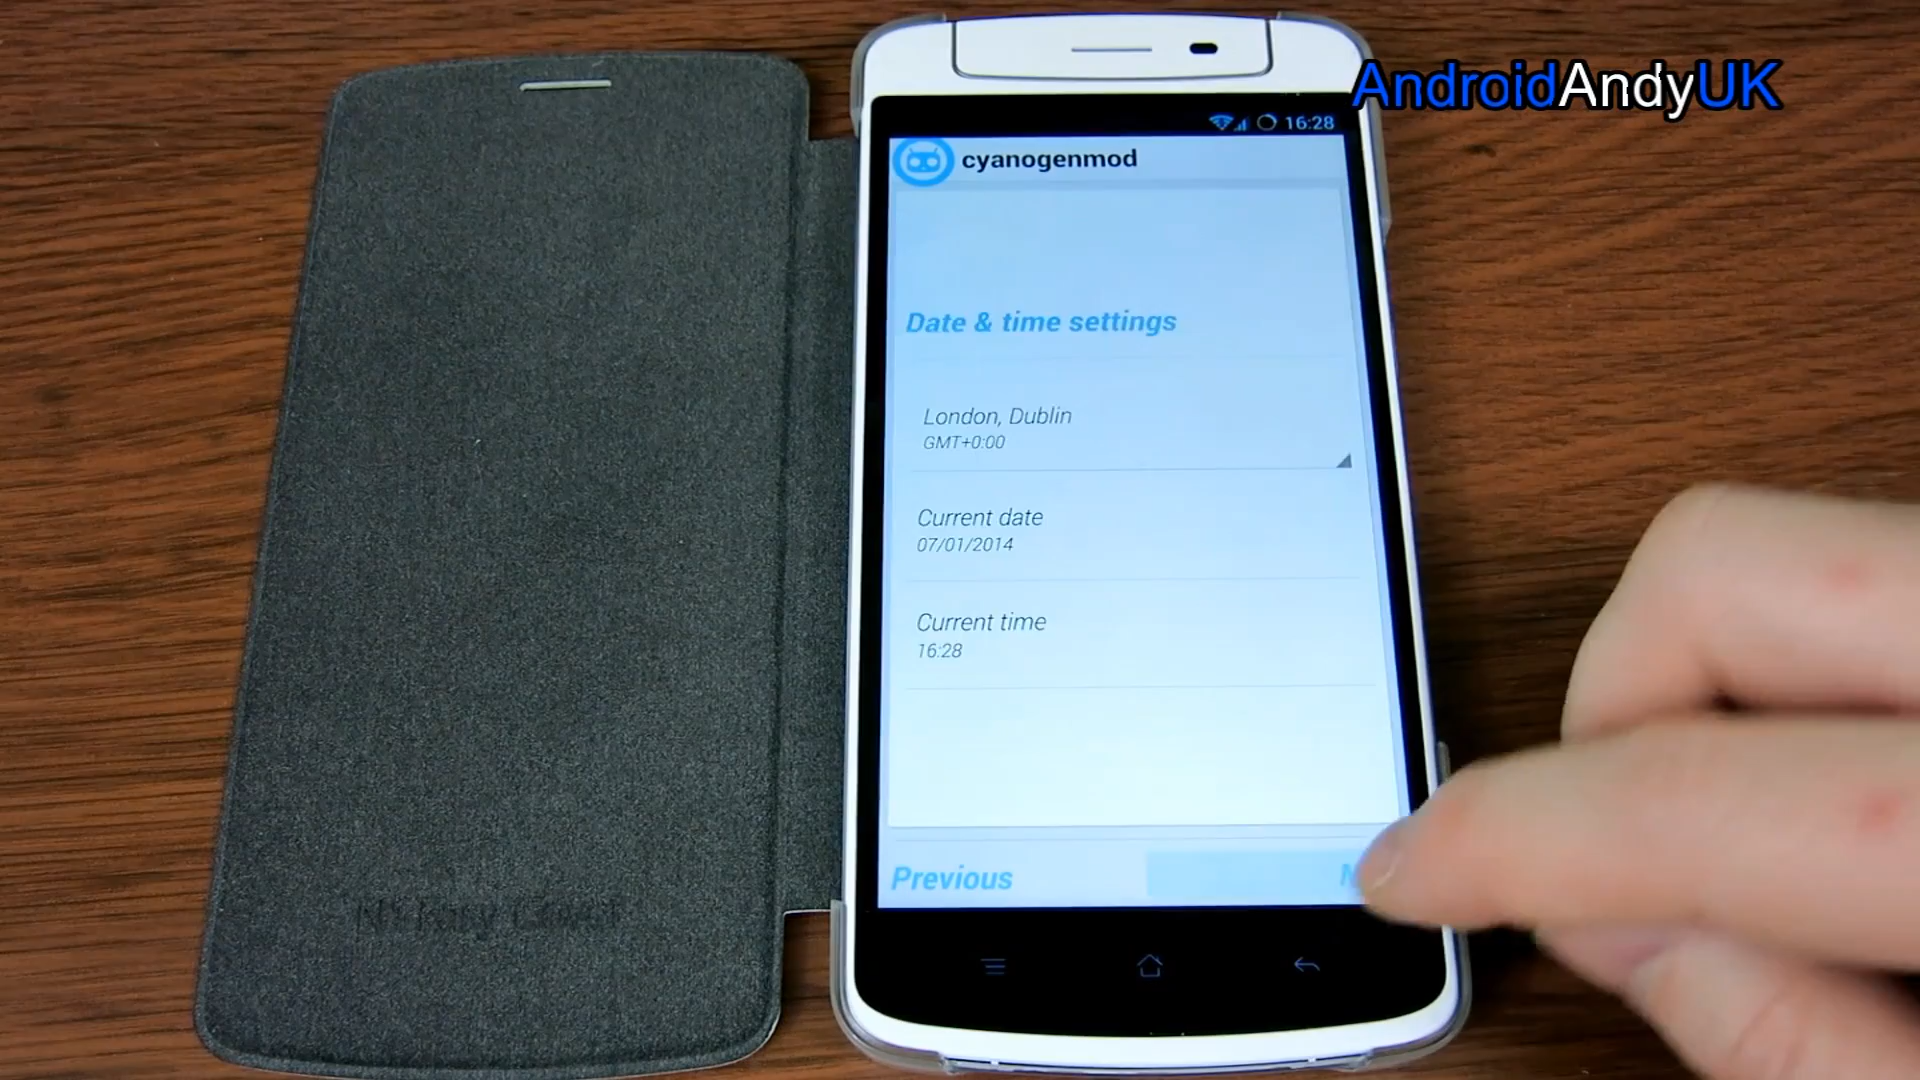 AndroidAndyUK
16:28
cyanogenmod
Date & time settings
London, Dublin
GMT+0:00
Current date
07/01/2014
Current time
16:28
Previous
N